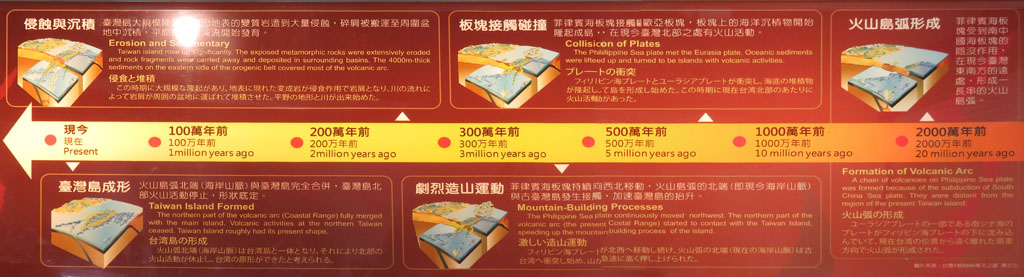 侵蝕與沉積
臺灣島大規模隆
地表的變質岩遭到大量侵蝕，碎屑被搬運至周圍盆
地中沉積，平原
流開始發育。
Erosion and Sedimentary
Taiwan island rose up significantly. The exposed metamorphic rocks were extensively eroded
and rock fragments were carried away and deposited in surrounding basins. The 4000m-thick
sediments on the eastern side of the orogenic belt covered most of the volcanic arc.
侵食と堆積
この時期に大規模な隆起があり、地表に現れた変成岩が侵食作用で岩屑となり、川の流れに
よって岩屑が周囲の盆地に運ばれて堆積させた。平野の地形と川が出来始めた。
板塊接觸碰撞
菲律賓海板塊接觸歐亞板塊，板塊上的海洋沉積物開始
隆起成島，在現今臺灣北部之處有火山活動。
Collisicon of Plates
The Philippine Sea plate met the Eurasia plate. Oceanic sediments
were lifteed up and turned to be islands with volcanic activities.
プレートの衝突
フィリピン海プレートとユーラシアプレートが衝突し、海底の堆積物
が隆起して島を形成し始めた。この時期に現在台湾北部のあたりに
火山活動があった。
火山島弧形成
菲律賓海板
塊受到南中
國海板塊的
隱沒作用，
在現今臺灣
東南方的遠
處，形成一
長串的火山
島弧。
現今
現在
Present
100萬年前
100万年前
1million years ago
200萬年前
200万年前
2million years ago
300萬年前
300万年前
3million years ago
500萬年前
500万年前
5 million years ago
1000萬年前
1000万年前
10 million years ago
2000萬年前
2000万年前
20 million years ago
臺灣島成形
火山島弧北端（海岸山脈）與臺灣島完全合併，臺灣島北
部火山活動停止，形狀底定。
Taiwan Island Formed
The northern part of the volcanic arc (Coastal Range) fully merged
with the main island. Volcanic activities at the northern Taiwan
ceased. Taiwan roughly had its present shape.
台湾島の形成
火山弧北端（海岸山脈）は台湾島と一体となり、それにより北部の
火山活動が休止し、台湾の原形ができたと考えられる。
劇烈造山運動
菲律賓海板塊持續向西北移動，火山島弧的北端（即現今海岸山脈）
與古臺灣島發生接觸，加速臺灣島的抬升。
Mountain-Building Processes
The Philippine Sea plate continuously moved northwest. The northern part of the
volcanic arc (the present Costal Range) started to contact with the Taiwan Island,
speeding up the mountain-building process of the island.
激しい造山運動
フィリピン海プレートが北西へ移動し続け、火山弧の北端（現在の海岸山脈）は古
台湾へ衝突し始め、山が急速に高く押し上げられた。
Formation of Volcanic Arc
A chain of volcanoes on Philippine Sea plate
was formed because of the subduction of South
China Sea plate. They were distant from the
region of the present Taiwan island.
火山弧の形成
ユーラシアプレートの一部である南シナ海の
プレートがフィリピン海プレートの下に沈み込
んでいて、現在台湾の位置から遠く離れた南東
方向で火山弧が形成された。